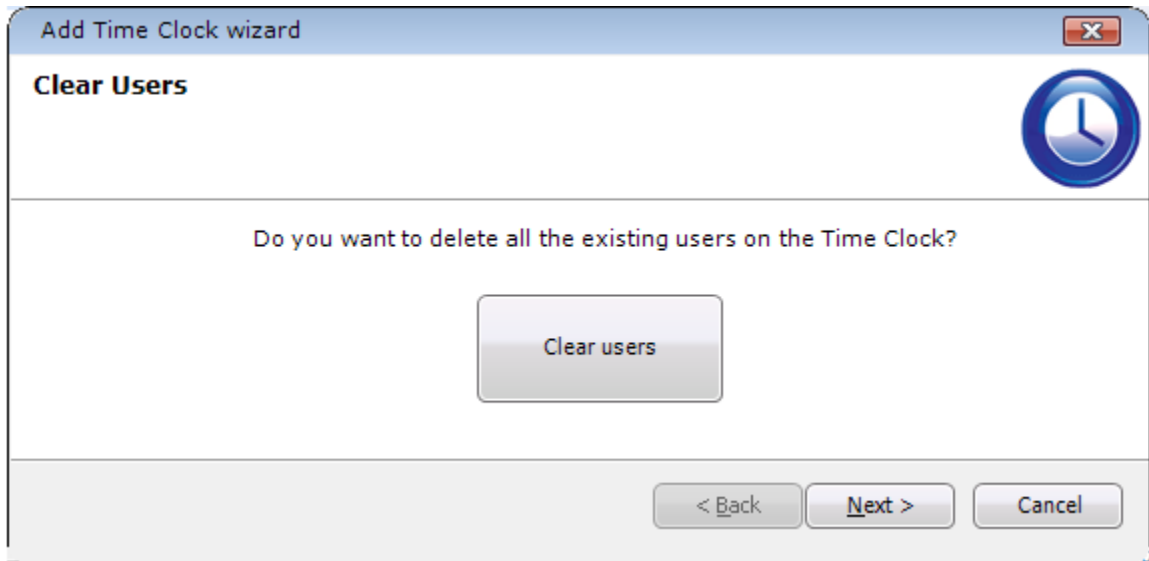 Add Time Clock wizard
Clear Users
Do you want to delete all the existing users on the Time Clock?
Clear users
< Back
Next >
Cancel